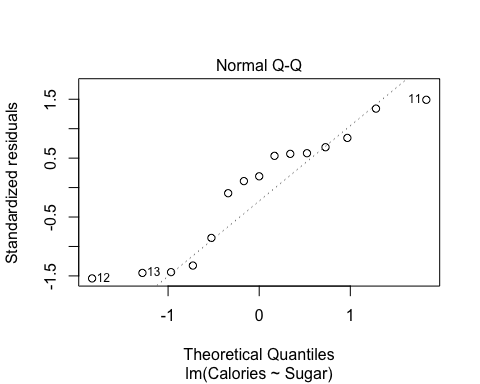 Normal Q-Q
Standardized residuals
1.5
0.5
-0.5
-1.5
11
12
13
-1
0
1
Theoretical Quantiles
lm(Calories ~ Sugar)